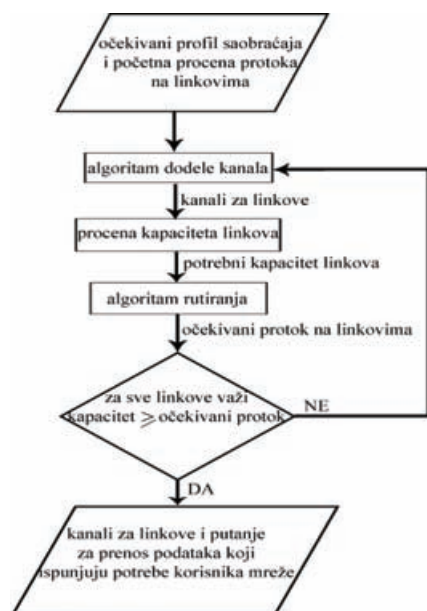 očekivani profil saobraćaja
i početna procena protoka
na linkovima
algoritam dodele kanala
kanali za linkove
procena kapaciteta linkova
potrebni kapacitet linkova
algoritam rutiranja
očekivani protok na linkovima
za sve linkove važi
kapacitet ⩾ očekivani protok
NE
DA
kanali za linkove i putanje
za prenos podataka koji
ispunjuju potrebe korisnika mreže